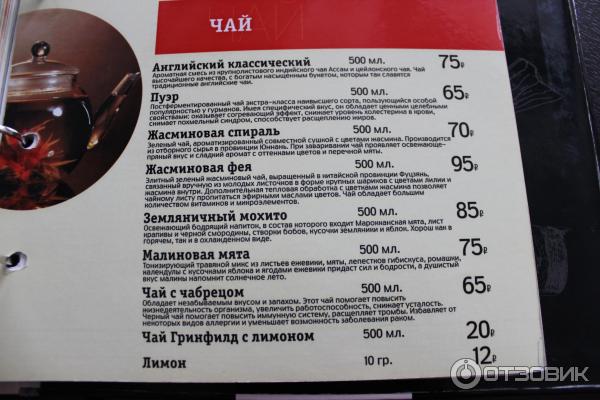 ЧАЙ
Английский классический 500 мл. 75₽
Ароматная смесь из крупнолистового индийского чая Ассам и цейлонского чая. Чай
высочайшего качества, с богатым насыщенным букетом, которым так славятся
традиционные английские чаи.
Пуэр 500 мл. 65₽
Постферментированный чай экстра-класса наивысшего сорта, пользующийся особой
популярностью у гурманов. Имея специфический вкус, он обладает ценными целебными
свойствами: оказывает согревающий эффект, снижает уровень холестерина в крови,
снимает похмельный синдром, способствует расщеплению жиров.
Жасминовая спираль 500 мл. 70₽
Зеленый чай, ароматизированный совместной сушкой с цветами жасмина. Производится
из отборного сырья в провинции Юннань. При заваривании чай проявляет освежающе-
пряный вкус и сладкий аромат с оттенками цветов и перечной мяты.
Жасминовая фея 500 мл. 95₽
Элитный зеленый жасминовый чай, выращенный в китайской провинции Фуцзянь,
связанный вручную из молодых листочков в форме крупных шариков с цветами лилии и
жасмина внутри. Дополнительная тепловая обработка с цветками жасмина позволяет
чайному листу пропитаться эфирными маслами цветов. Чай обладает большим
количеством витаминов и микроэлементов.
Земляничный мохито 500 мл. 85₽
Освежающий бодрящий напиток, в состав которого входит Марокканская мята, лист
крапивы и черной смородины, створки бобов, кусочки земляники и яблок. Хорош как в
горячем, так и в охлажденном виде.
Малиновая мята 500 мл. 75₽
Тонизирующий травяной микс из листьев ежевики, мяты, лепестков гибискуса, ромашки,
календулы с кусочками яблока и ягодами ежевики придаст сил и бодрости, а душистый
вкус малины напомнит солнечное лето.
Чай с чабрецом 500 мл. 65₽
Обладает незабываемым вкусом и запахом. Этот чай помогает повысить
жизнедеятельность организма, увеличить работоспособность, снижает усталость.
Черный чай помогает повысить иммунную систему, расщепляет тромбы. Избавляет от
некоторых видов аллергии и уменьшает возможность заболевания раком.
Чай Гринфилд с лимоном 500 мл. 20₽
Лимон 10 гр. 12₽
ОТЗОВИК